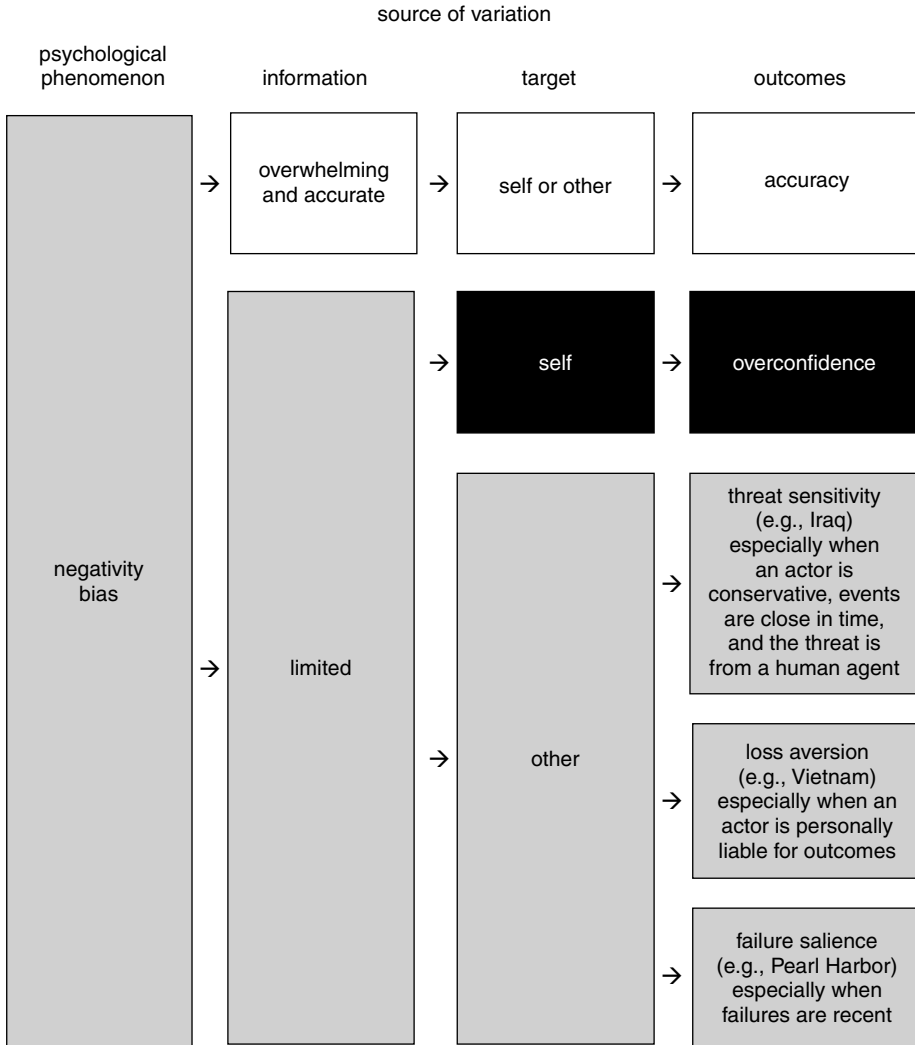 source of variation
psychological
phenomenon
information
target
outcomes
overwhelming
and accurate
→
→
self or other
→
accuracy
→
self
→
overconfidence
negativity
bias
→
limited
→
other
→
threat sensitivity
(e.g., Iraq)
especially when
an actor is
conservative, events
are close in time,
and the threat is
from a human agent
→
loss aversion
(e.g., Vietnam)
especially when an
actor is personally
liable for outcomes
→
failure salience
(e.g., Pearl Harbor)
especially when
failures are recent